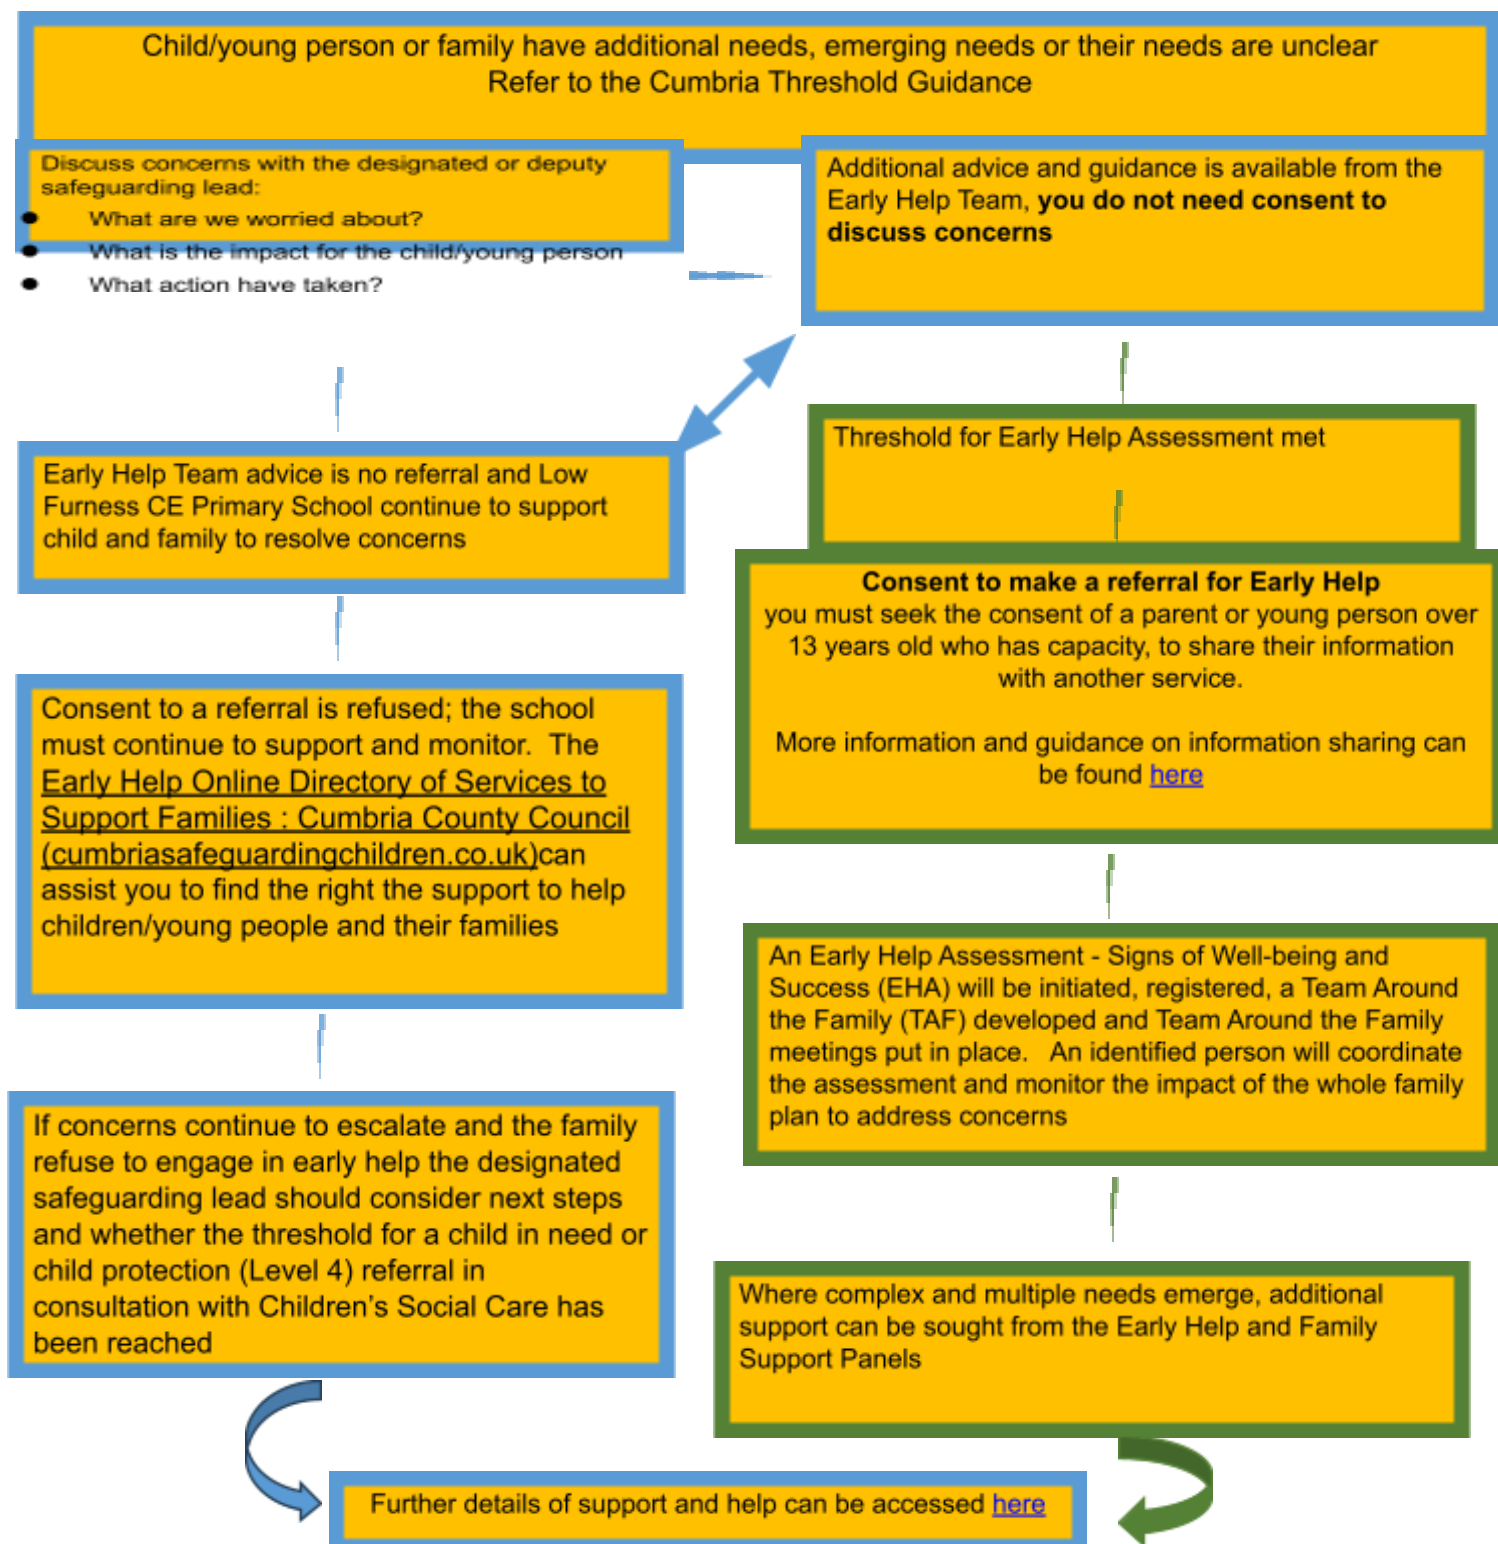 Child/young person or family have additional needs, emerging needs or their needs are unclear
Refer to the Cumbria Threshold Guidance
Discuss concerns with the designated or deputy
safeguarding lead:
● What are we worried about?
● What is the impact for the child/young person
● What action have taken?
Additional advice and guidance is available from the
Early Help Team, you do not need consent to
discuss concerns
Early Help Team advice is no referral and Low
Furness CE Primary School continue to support
child and family to resolve concerns
Threshold for Early Help Assessment met
Consent to make a referral for Early Help
you must seek the consent of a parent or young person over
13 years old who has capacity, to share their information
with another service.
More information and guidance on information sharing can
be found here
Consent to a referral is refused; the school
must continue to support and monitor. The
Early Help Online Directory of Services to
Support Families : Cumbria County Council
(cumbriasafeguardingchildren.co.uk)can
assist you to find the right the support to help
children/young people and their families
An Early Help Assessment - Signs of Well-being and
Success (EHA) will be initiated, registered, a Team Around
the Family (TAF) developed and Team Around the Family
meetings put in place. An identified person will coordinate
the assessment and monitor the impact of the whole family
plan to address concerns
If concerns continue to escalate and the family
refuse to engage in early help the designated
safeguarding lead should consider next steps
and whether the threshold for a child in need or
child protection (Level 4) referral in
consultation with Children's Social Care has
been reached
Where complex and multiple needs emerge, additional
support can be sought from the Early Help and Family
Support Panels
Further details of support and help can be accessed here